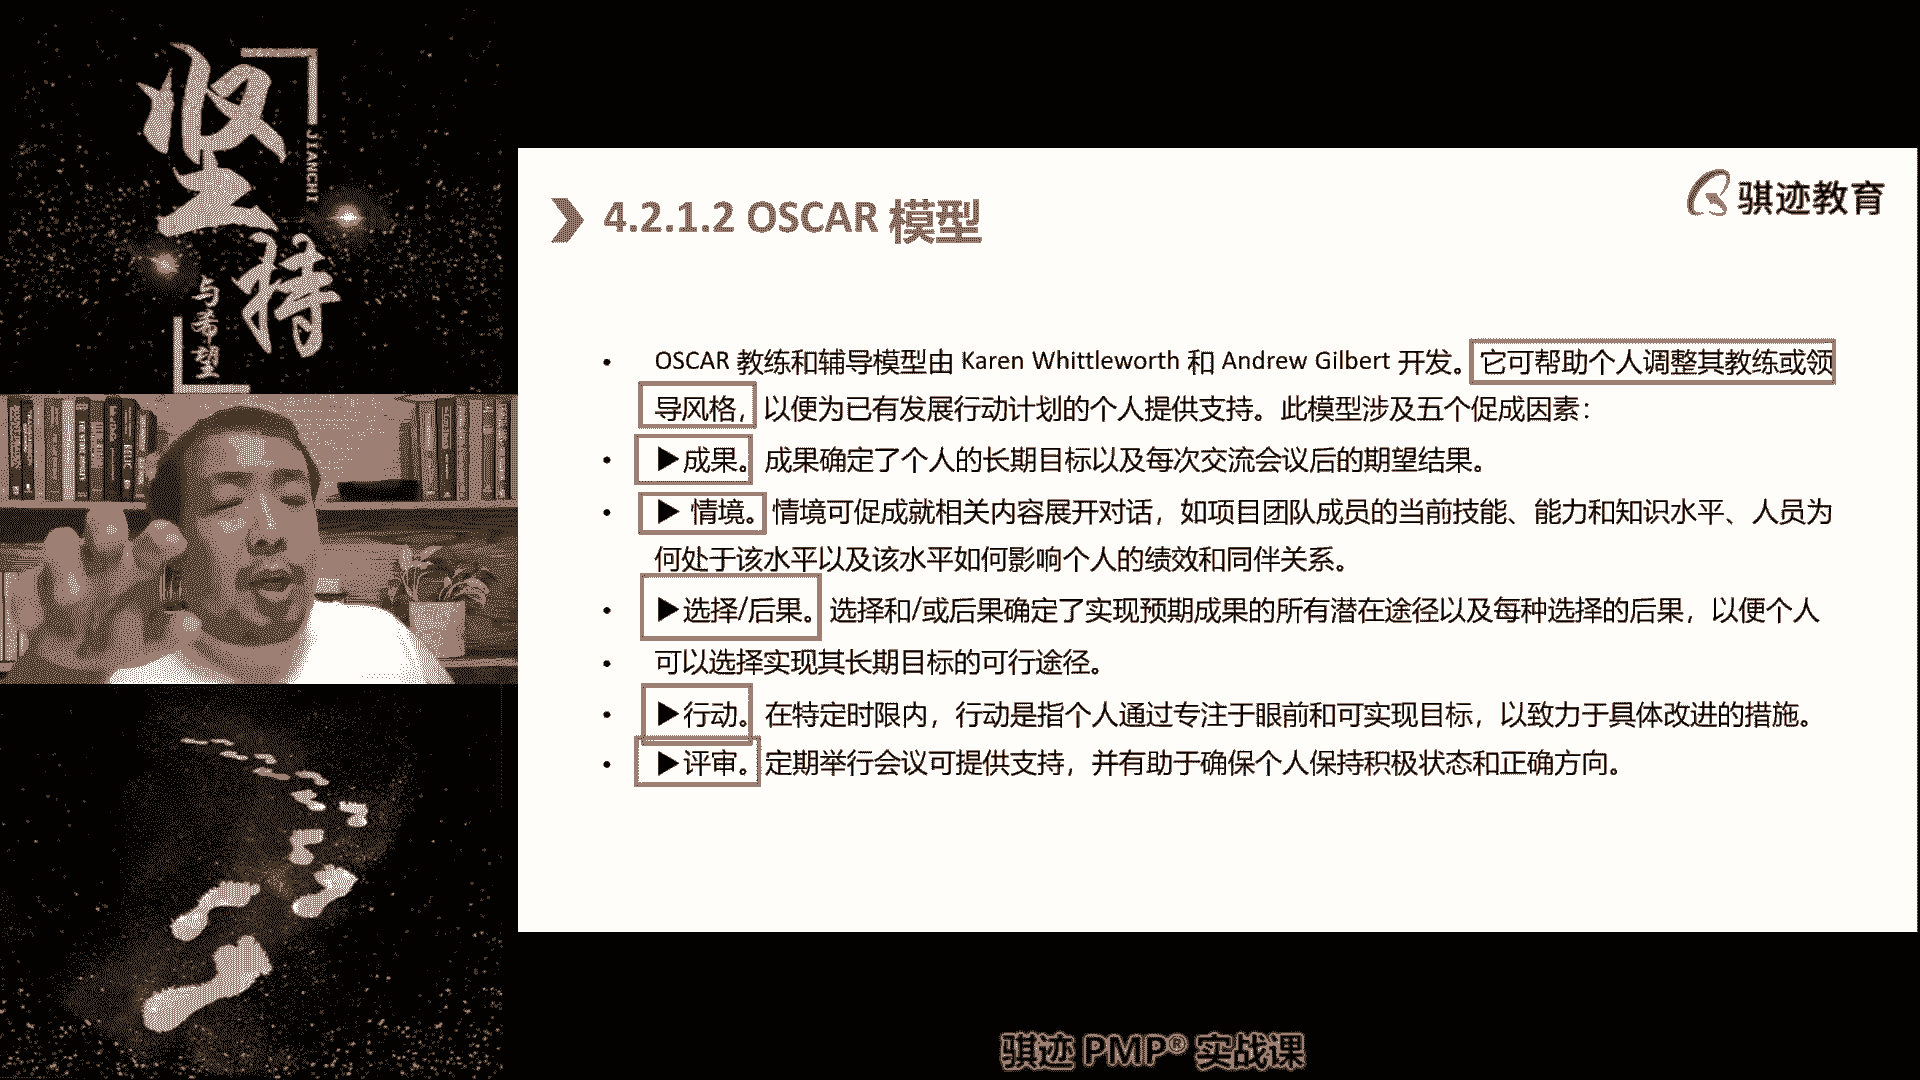 坚持
JIANCHI
与希望
骐迹教育
4.2.1.2 OSCAR 模型
• OSCAR 教练和辅导模型由 Karen Whittleworth 和 Andrew Gilbert 开发。它可帮助个人调整其教练或领
导风格，以便为已有发展行动计划的个人提供支持。此模型涉及五个促成因素：
• ▶成果。成果确定了个人的长期目标以及每次交流会议后的期望结果。
• ▶ 情境。情境可促成就相关内容展开对话，如项目团队成员的当前技能、能力和知识水平、人员为
何处于该水平以及该水平如何影响个人的绩效和同伴关系。
• ▶选择/后果。选择和/或后果确定了实现预期成果的所有潜在途径以及每种选择的后果，以便个人
• 可以选择实现其长期目标的可行途径。
• ▶行动。在特定时限内，行动是指个人通过专注于眼前和可实现目标，以致力于具体改进的措施。
• ▶评审。定期举行会议可提供支持，并有助于确保个人保持积极状态和正确方向。
骐迹 PMP® 实战课